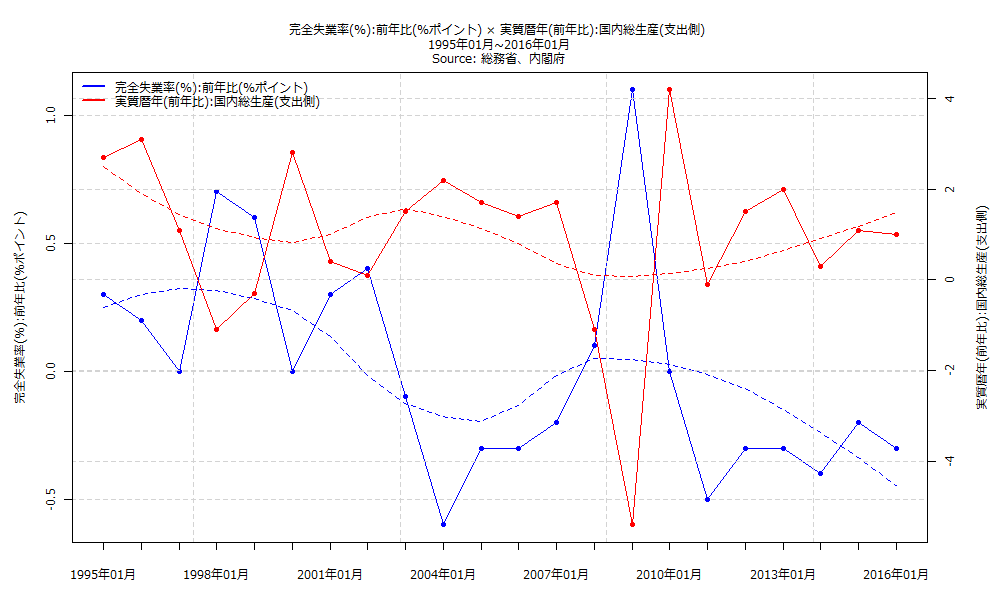 完全失業率(%):前年比(%ポイント) × 実質暦年(前年比):国内総生産(支出側)
1995年01月~2016年01月
Source: 総務省、内閣府
完全失業率(%):前年比(%ポイント)
実質暦年(前年比):国内総生産(支出側)
完全失業率(%):前年比(%ポイント)
1.0
0.5
0.0
-0.5
4
2
0
-2
-4
実質暦年(前年比):国内総生産(支出側)
1995年01月 1998年01月 2001年01月 2004年01月 2007年01月 2010年01月 2013年01月 2016年01月